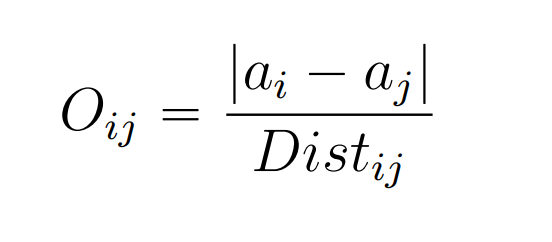 O_{ij} = \frac{|a_i - a_j|}{Dist_{ij}}